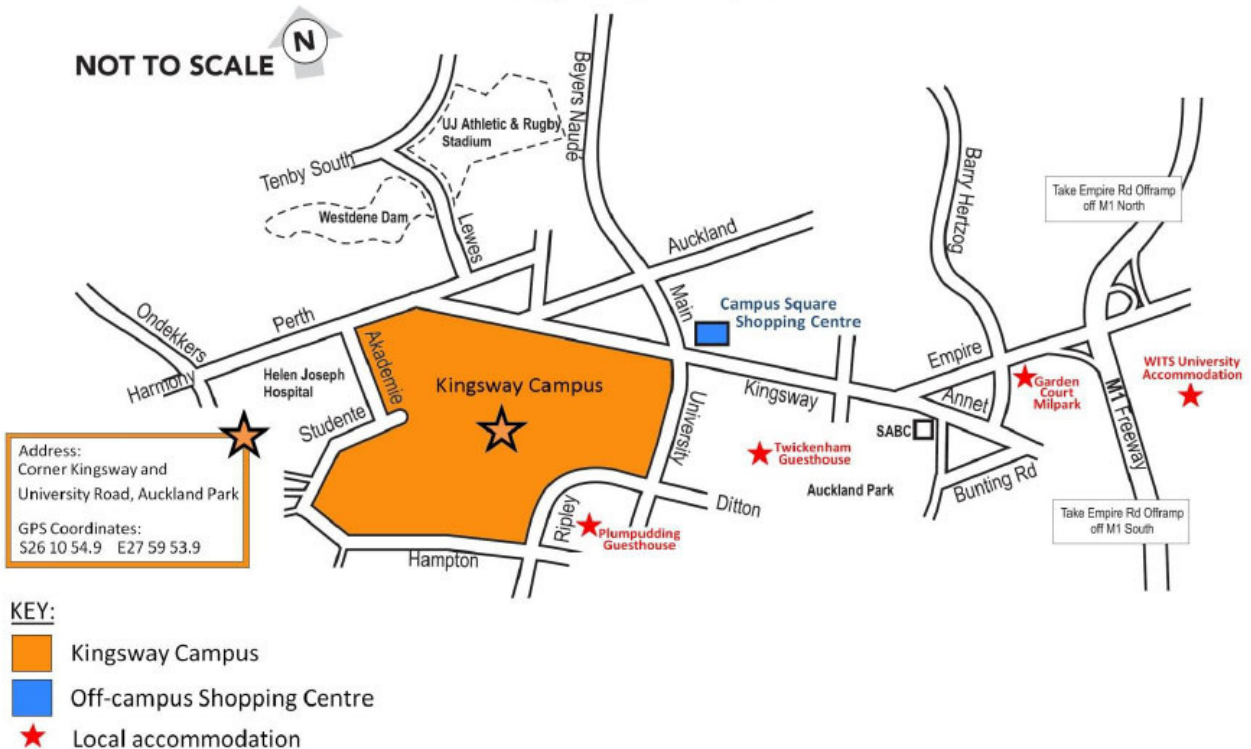 NOT TO SCALE
N
Beyers Naudé
UJ Athletic & Rugby
Stadium
Tenby South
Westdene Dam
Lewes
Auckland
Barry Hertzog
Take Empire Rd Offramp
off M1 North
Ondekkers
Perth
Harmony
Main
Campus Square
Shopping Centre
Akademie
Helen Joseph
Hospital
Kingsway Campus
Empire
Kingsway
Annet
Garden
Court
Milpark
WITS University
Accommodation
M1 Freeway
Studente
University
SABC
Twickenham
Guesthouse
Auckland Park
Bunting Rd
Address:
Corner Kingsway and
University Road, Auckland Park
GPS Coordinates:
S26 10 54.9 E27 59 53.9
Ripley
Ditton
Plumpudding
Guesthouse
Hampton
Take Empire Rd Offramp
off M1 South
KEY:
Kingsway Campus
Off-campus Shopping Centre
Local accommodation